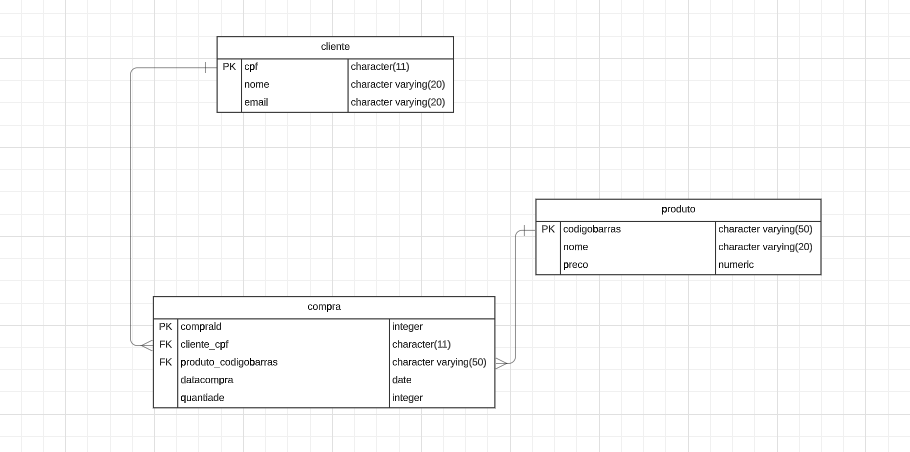 cliente
PK cpf character(11)
nome character varying(20)
email character varying(20)
produto
PK codigobarras character varying(50)
nome character varying(20)
preco numeric
compra
PK compraId integer
FK cliente_cpf character(11)
FK produto_codigobarras character varying(50)
datacompra date
quantiade integer